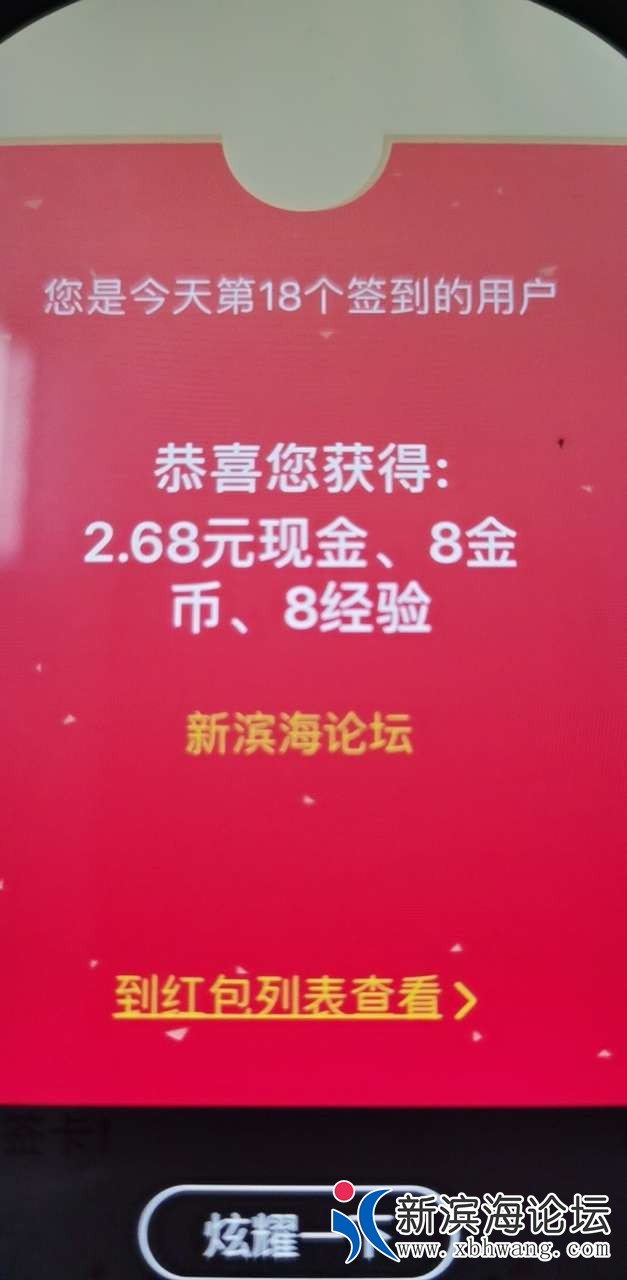 您是今天第18个签到的用户
恭喜您获得:
2.68元现金、8金
币、8经验
新滨海论坛
到红包列表查看
炫耀一下
新滨海论坛
www.xbhwang.com